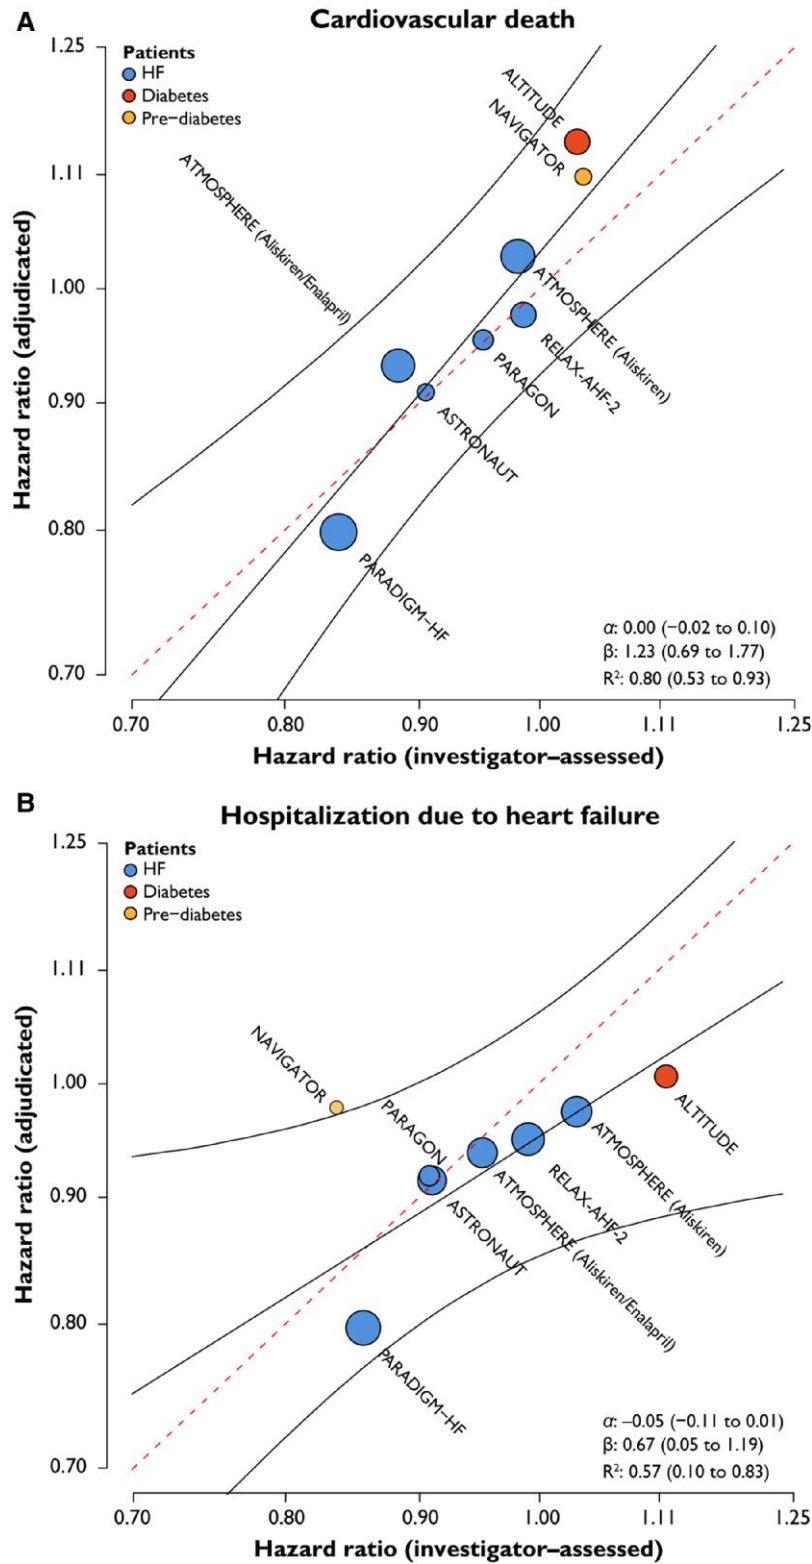 A
Cardiovascular death
Patients
HF
Diabetes
Pre−diabetes
Hazard ratio (adjudicated)
1.25
1.11
1.00
0.90
0.80
0.70
ALTITUDE
NAVIGATOR
ATMOSPHERE (Aliskiren/Enalapril)
ATMOSPHERE (Aliskiren)
RELAX-AHF-2
PARAGON
ASTRONAUT
PARADIGM−HF
α: 0.00 (−0.02 to 0.10)
β: 1.23 (0.69 to 1.77)
R²: 0.80 (0.53 to 0.93)
0.70 0.80 0.90 1.00 1.11 1.25
Hazard ratio (investigator−assessed)
B
Hospitalization due to heart failure
Patients
HF
Diabetes
Pre−diabetes
Hazard ratio (adjudicated)
1.25
1.11
1.00
0.90
0.80
0.70
NAVIGATOR
PARAGON
ALTITUDE
ATMOSPHERE (Aliskiren)
RELAX-AHF-2
ATMOSPHERE (Aliskiren/Enalapril)
ASTRONAUT
PARADIGM−HF
α: −0.05 (−0.11 to 0.01)
β: 0.67 (0.05 to 1.19)
R²: 0.57 (0.10 to 0.83)
0.70 0.80 0.90 1.00 1.11 1.25
Hazard ratio (investigator−assessed)